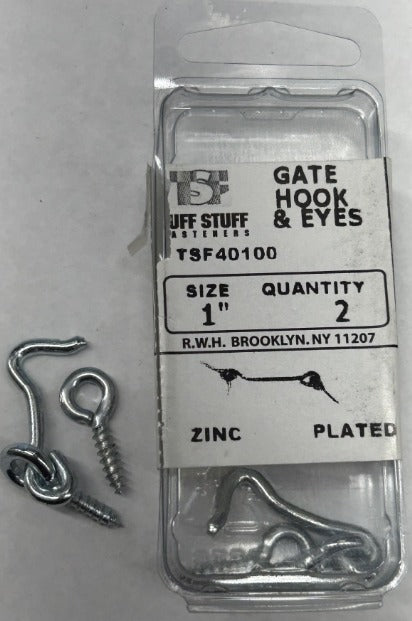 TSF
GATE
HOOK
& EYES
UFF STUFF
ASTENERS
TSF40100
SIZE QUANTITY
1" 2
R.W.H. BROOKLYN. NY 11207
ZINC PLATED